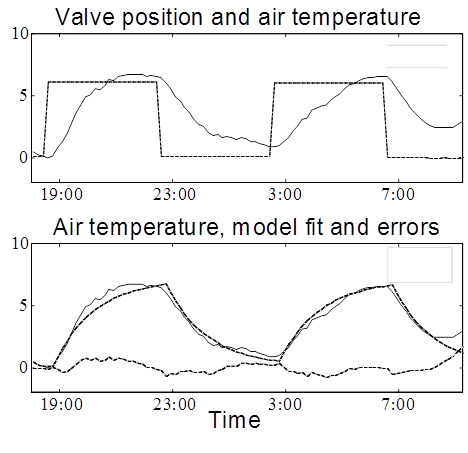 Valve position and air temperature
10
5
0
19:00 23:00 3:00 7:00
Air temperature, model fit and errors
10
5
0
19:00 23:00 3:00 7:00
Time